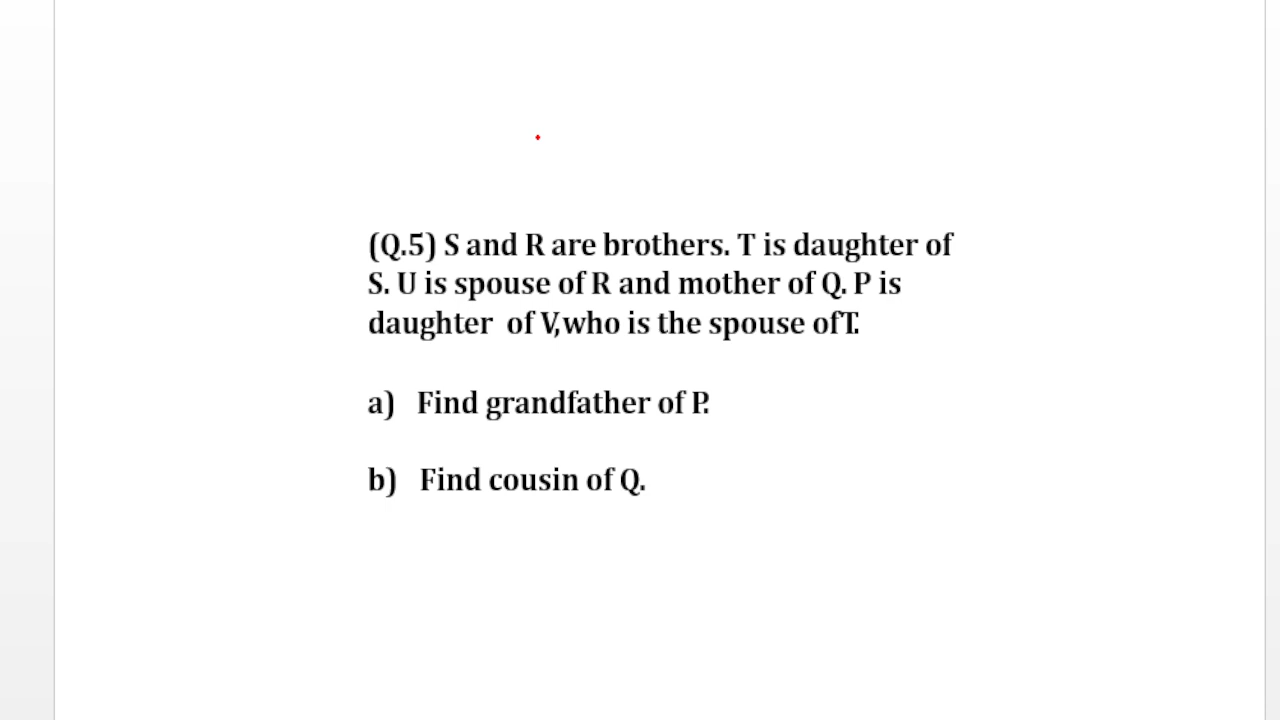 (Q.5) S and R are brothers. T is daughter of
S. U is spouse of R and mother of Q. P is
daughter of V,who is the spouse ofT.
a) Find grandfather of P.
b) Find cousin of Q.